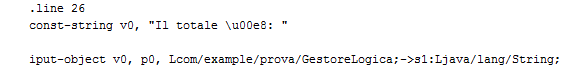 .line 26
const-string v0, "Il totale \u00e8: "
iput-object v0, p0, Lcom/example/prova/GestoreLogica;->s1:Ljava/lang/String;